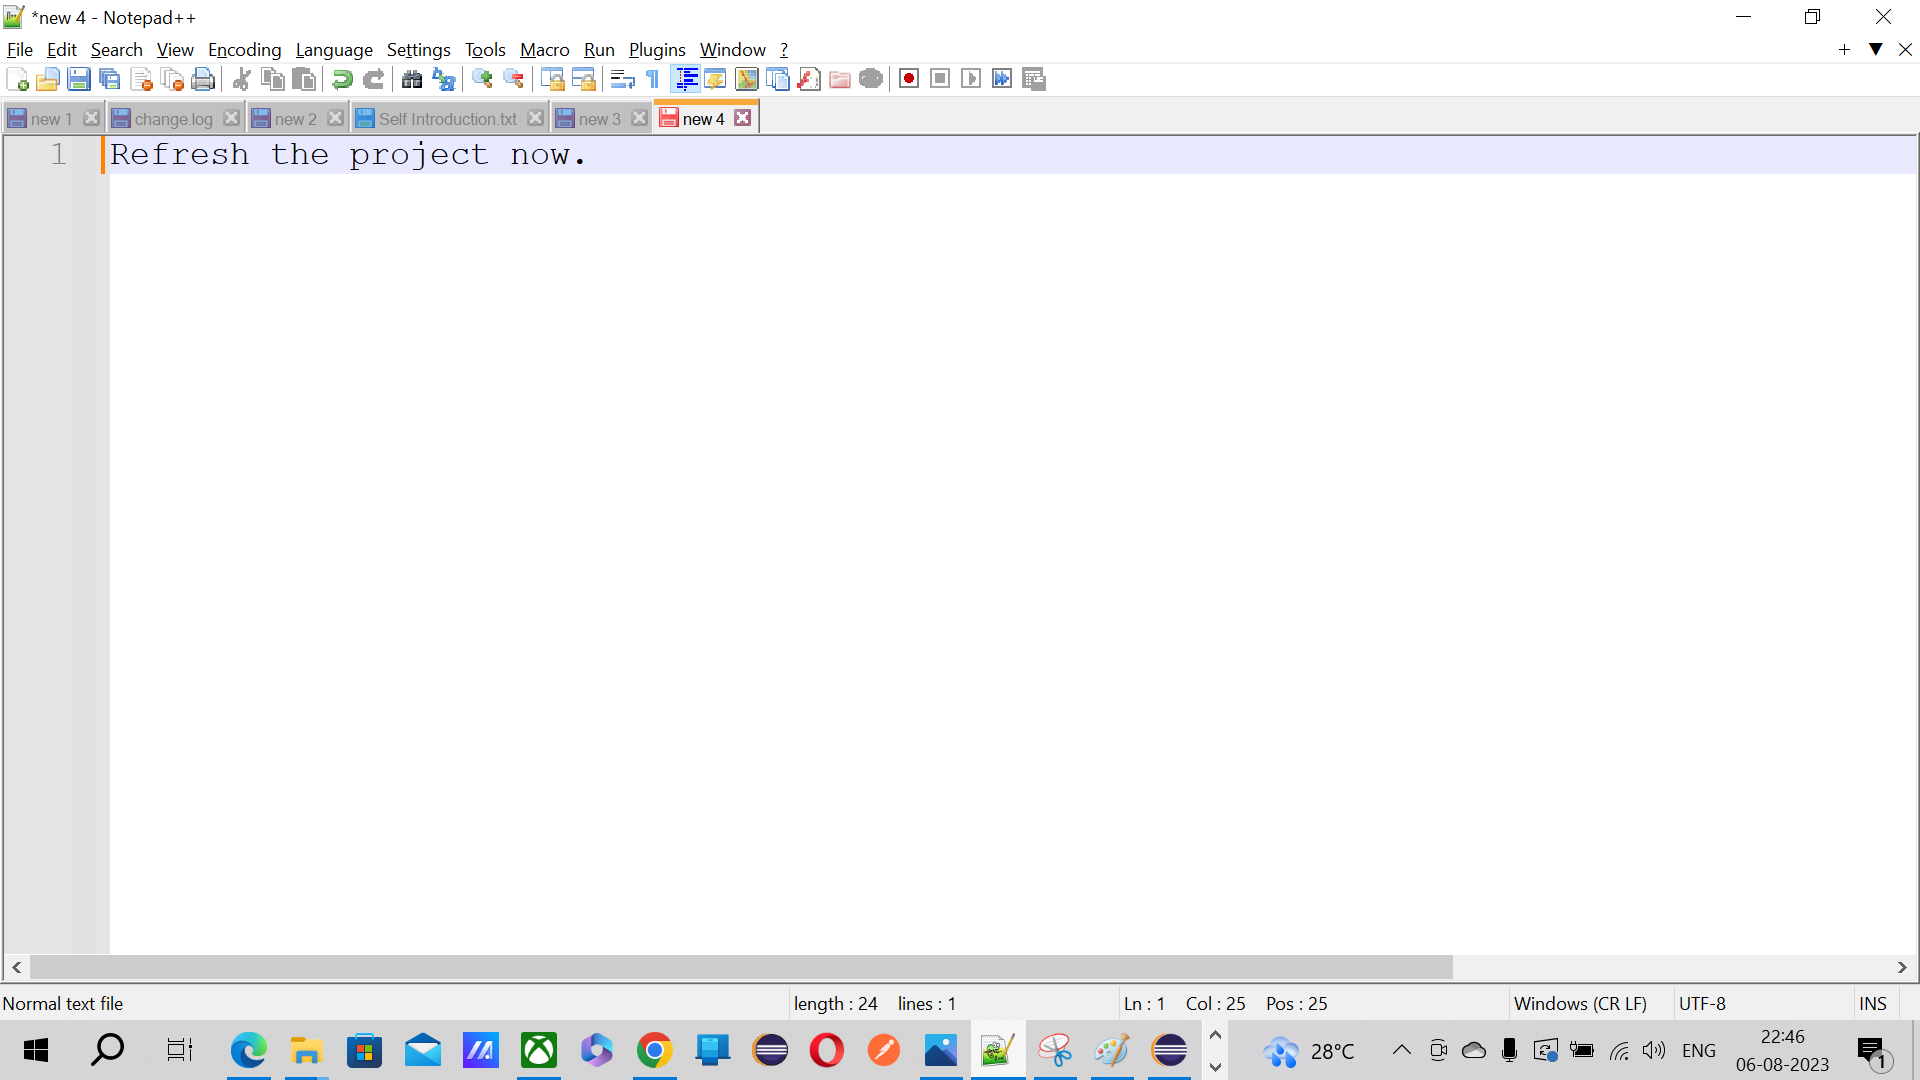 *new 4 - Notepad++
File Edit Search View Encoding Language Settings Tools Macro Run Plugins Window ?
new 1 change.log new 2 Self Introduction.txt new 3 new 4
1 Refresh the project now.
Normal text file length : 24 lines : 1 Ln : 1 Col : 25 Pos : 25 Windows (CR LF) UTF-8 INS
28°C ENG 22:46
06-08-2023 1